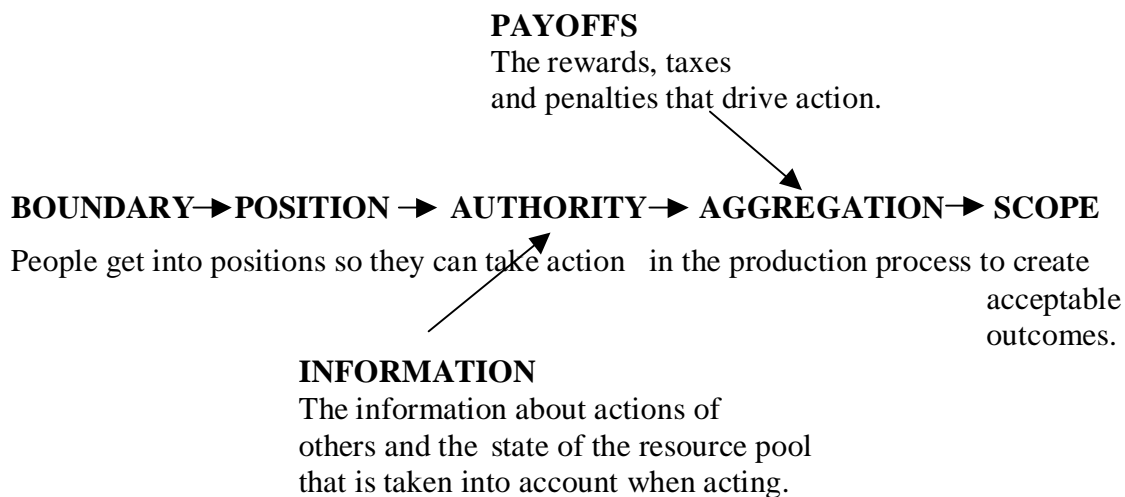 PAYOFFS
The rewards, taxes
and penalties that drive action.
BOUNDARY POSITION AUTHORITY AGGREGATION SCOPE
People get into positions so they can take action in the production process to create
acceptable
outcomes.
INFORMATION
The information about actions of
others and the state of the resource pool
that is taken into account when acting.